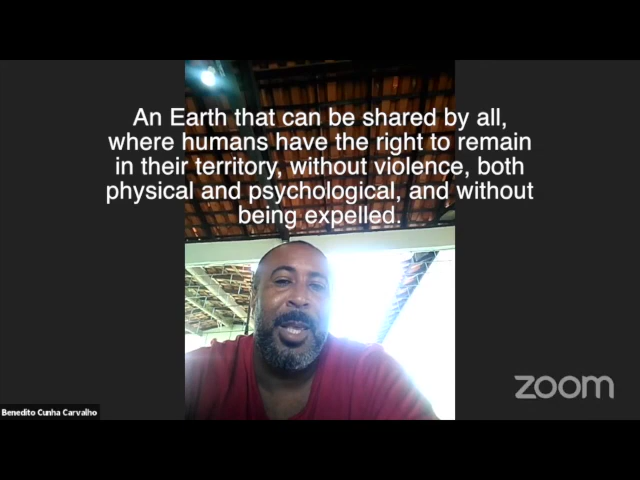 An Earth that can be shared by all,
where humans have the right to remain
in their territory, without violence, both
physical and psychological, and without
being expelled.
zoom
Benedito Cunha Carvalho